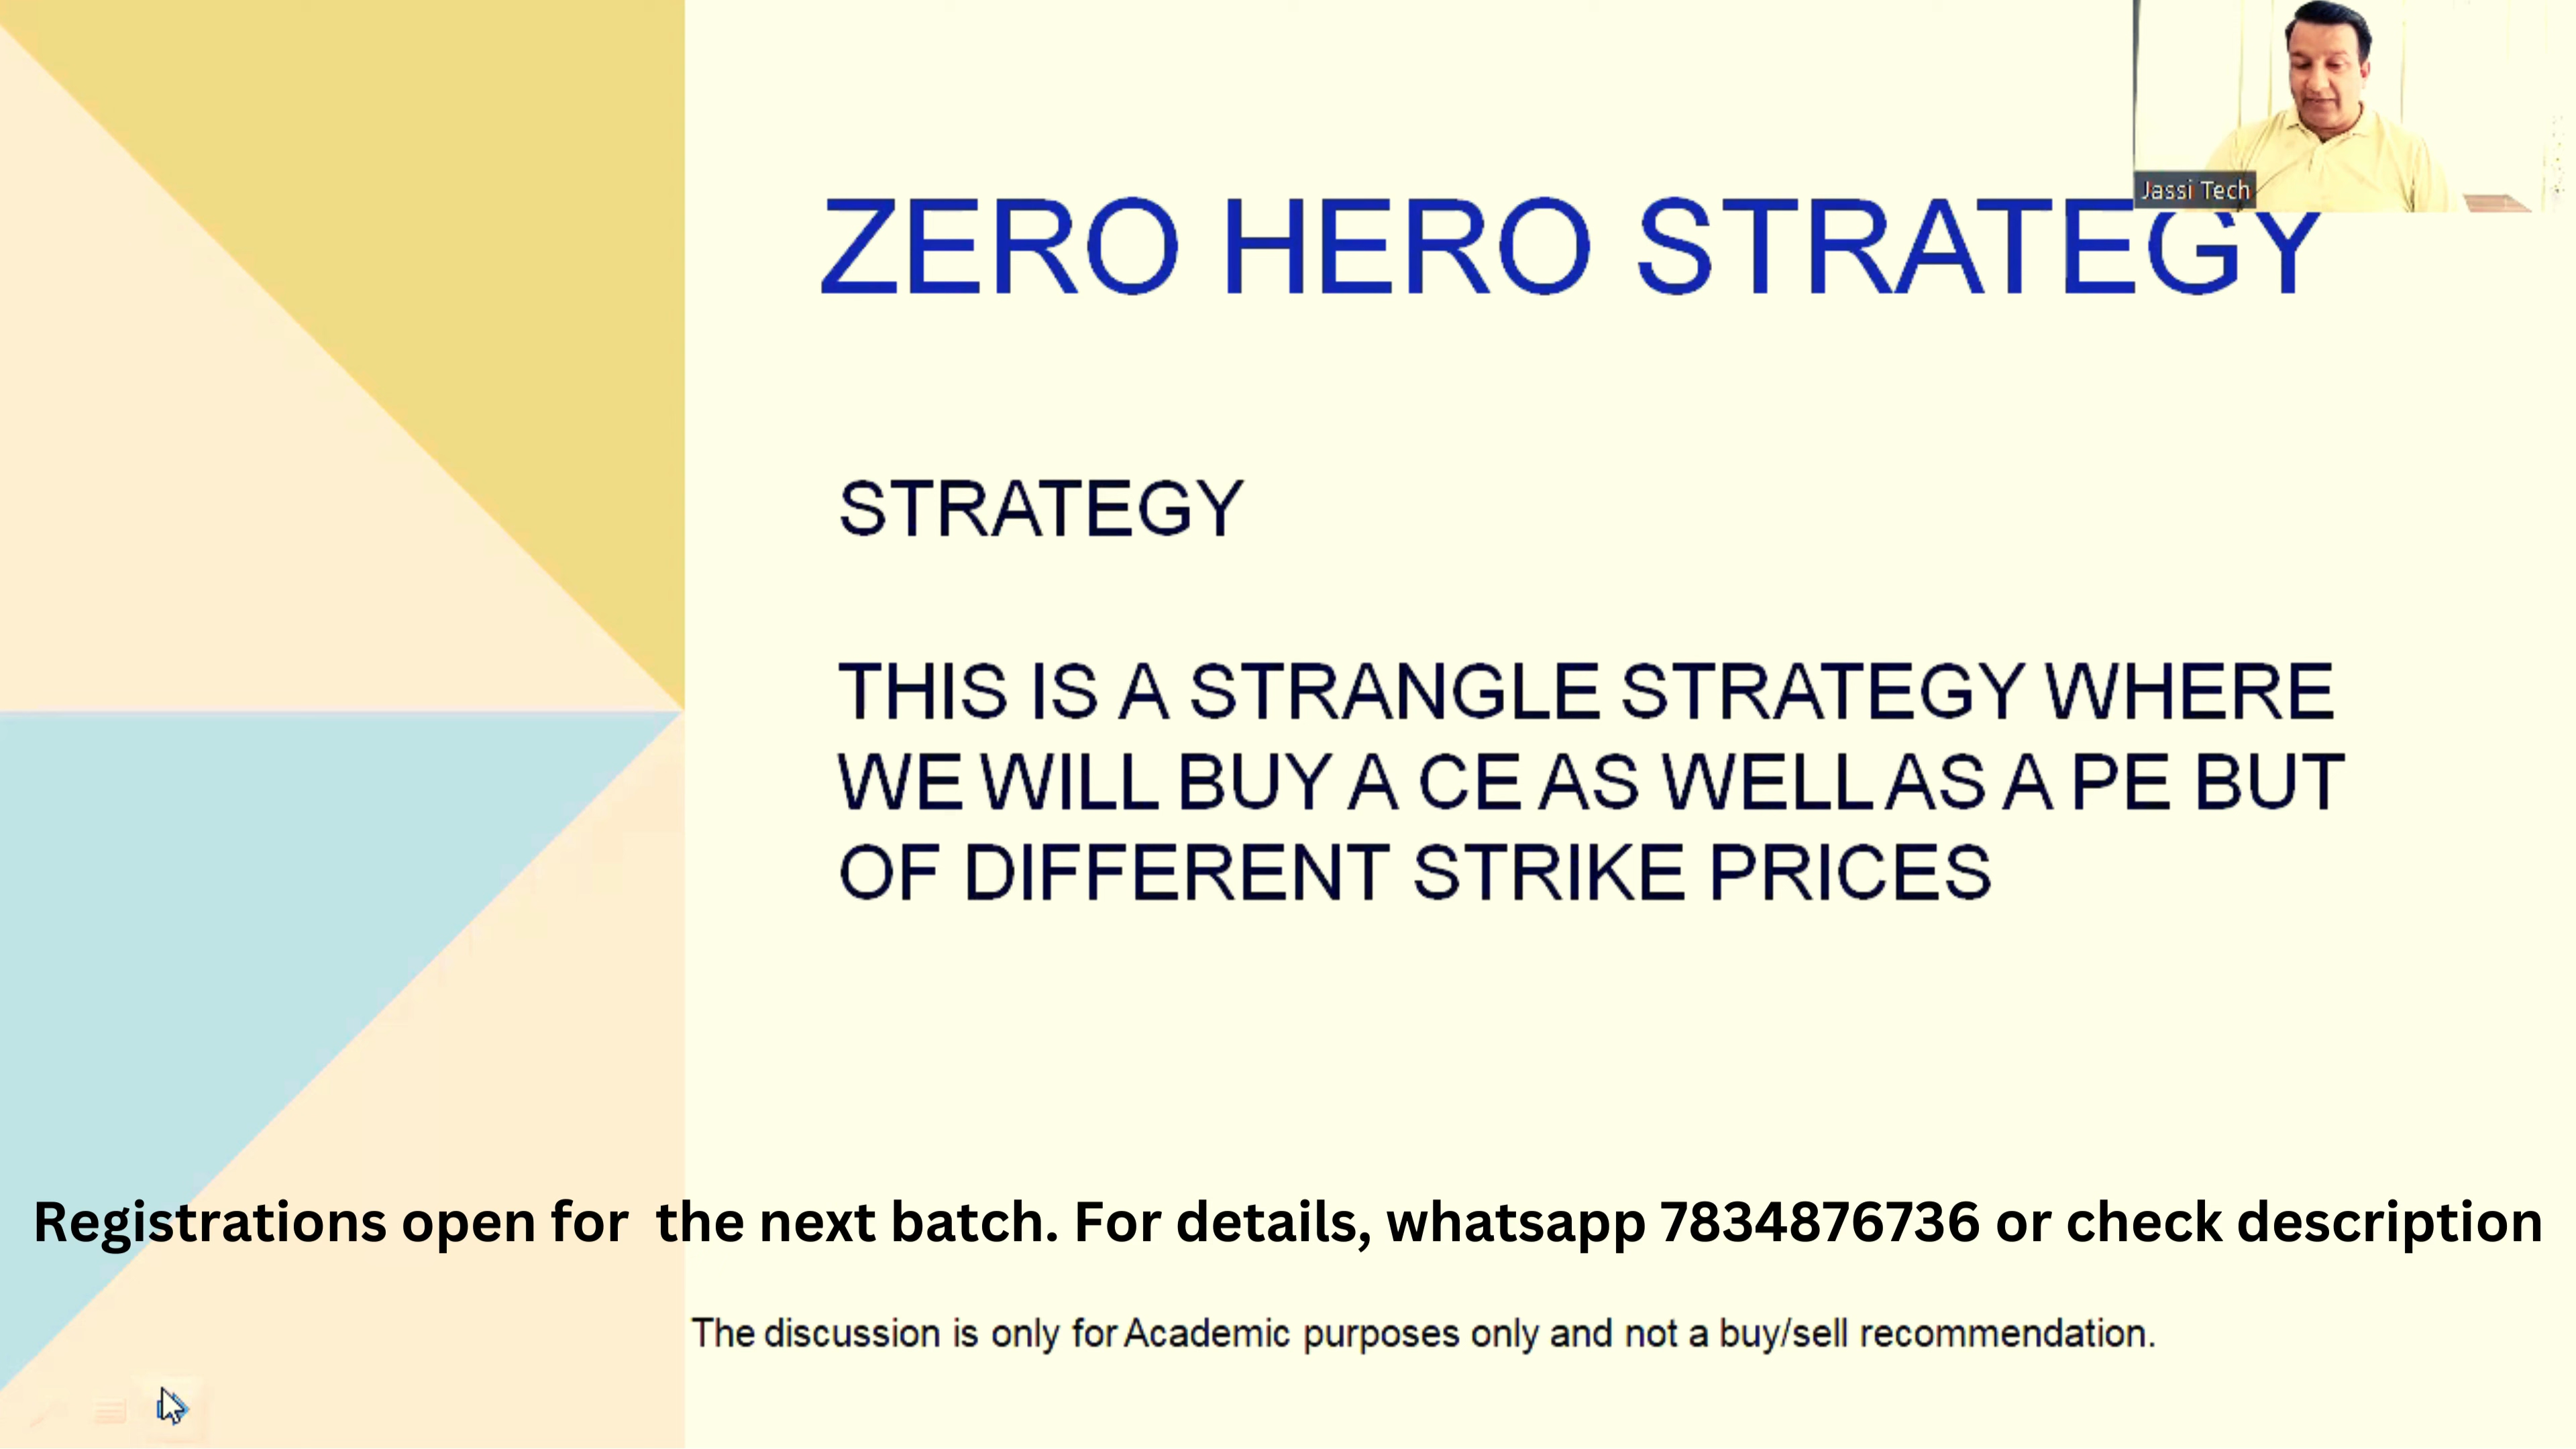 Jassi Tech
ZERO HERO STRATEGY
STRATEGY
THIS IS A STRANGLE STRATEGY WHERE
WE WILL BUY A CE AS WELL AS A PE BUT
OF DIFFERENT STRIKE PRICES
Registrations open for  the next batch. For details, whatsapp 7834876736 or check description
The discussion is only for Academic purposes only and not a buy/sell recommendation.